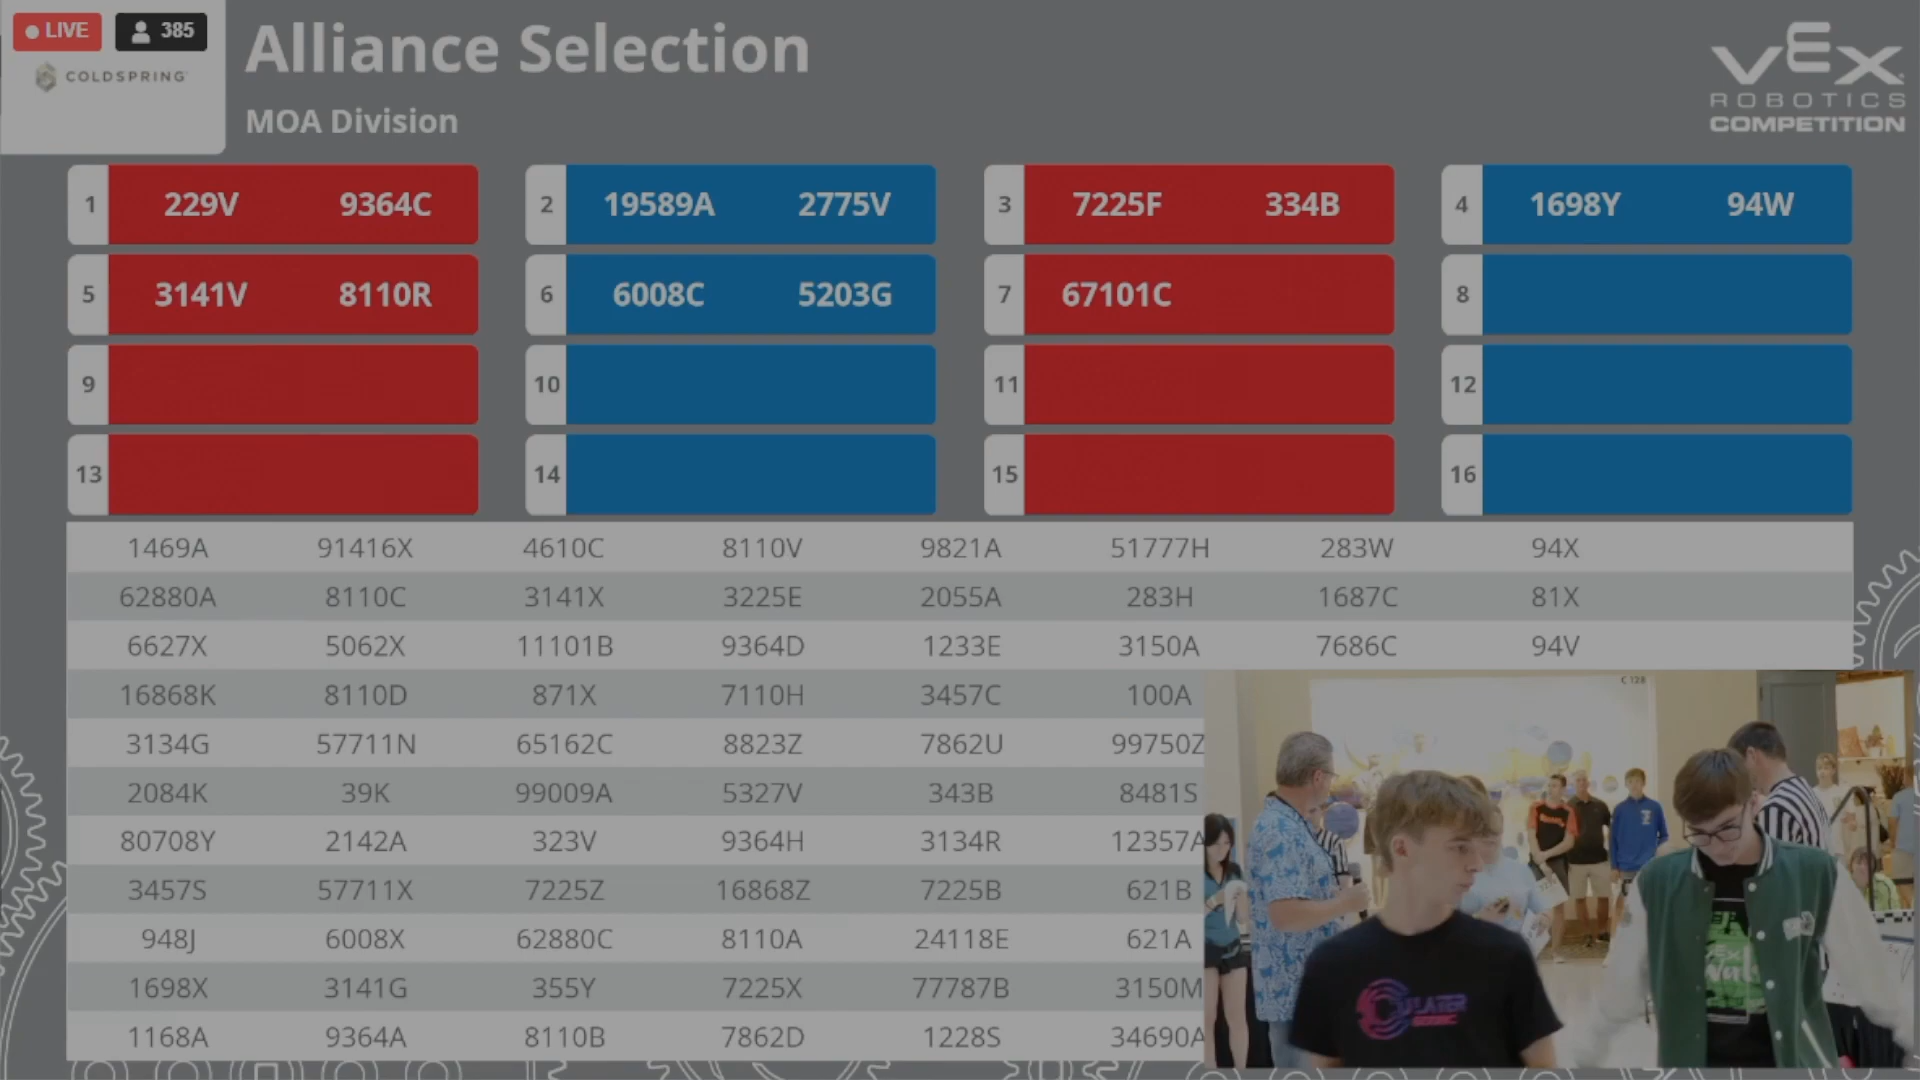 LIVE 385
COLDSPRING
Alliance Selection
MOA Division
VEX
ROBOTICS
COMPETITION
1 229V 9364C 2 19589A 2775V 3 7225F 334B 4 1698Y 94W
5 3141V 8110R 6 6008C 5203G 7 67101C 8
9 10 11 12
13 14 15 16
1469A 91416X 4610C 8110V 9821A 51777H 283W 94X
62880A 8110C 3141X 3225E 2055A 283H 1687C 81X
6627X 5062X 11101B 9364D 1233E 3150A 7686C 94V
16868K 8110D 871X 7110H 3457C 100A
3134G 57711N 65162C 8823Z 7862U 99750Z
2084K 39K 99009A 5327V 343B 8481S
80708Y 2142A 323V 9364H 3134R 12357A
3457S 57711X 7225Z 16868Z 7225B 621B
948J 6008X 62880C 8110A 24118E 621A
1698X 3141G 355Y 7225X 77787B 3150M
1168A 9364A 8110B 7862D 1228S 34690A
C 128